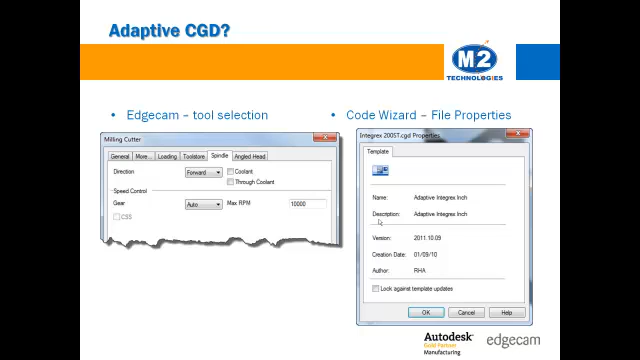 Adaptive CGD?
M2
TECHNOLOGIES
• Edgecam – tool selection
• Code Wizard – File Properties
Milling Cutter
General More... Loading Toolstore Spindle Angled Head
Direction Forward Coolant
Through Coolant
Speed Control
Gear Auto Max RPM 10000
CSS
Integrex 200ST.cgd Properties
Template
Name: Adaptive Integrex Inch
Description: Adaptive Integrex Inch
Version: 2011.10.09
Creation Date: 01/09/10
Author: RHA
Lock against template updates
OK Cancel Help
Autodesk
Gold Partner
Manufacturing
edgecam